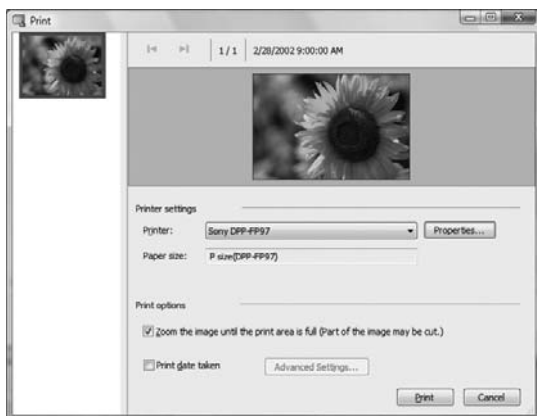 Print
1/1 2/28/2002 9:00:00 AM
Printer settings
Printer: Sony DPP-FP97 Properties...
Paper size: P size(DPP-FP97)
Print options
Zoom the image until the print area is full (Part of the image may be cut.)
Print date taken Advanced Settings...
Print Cancel